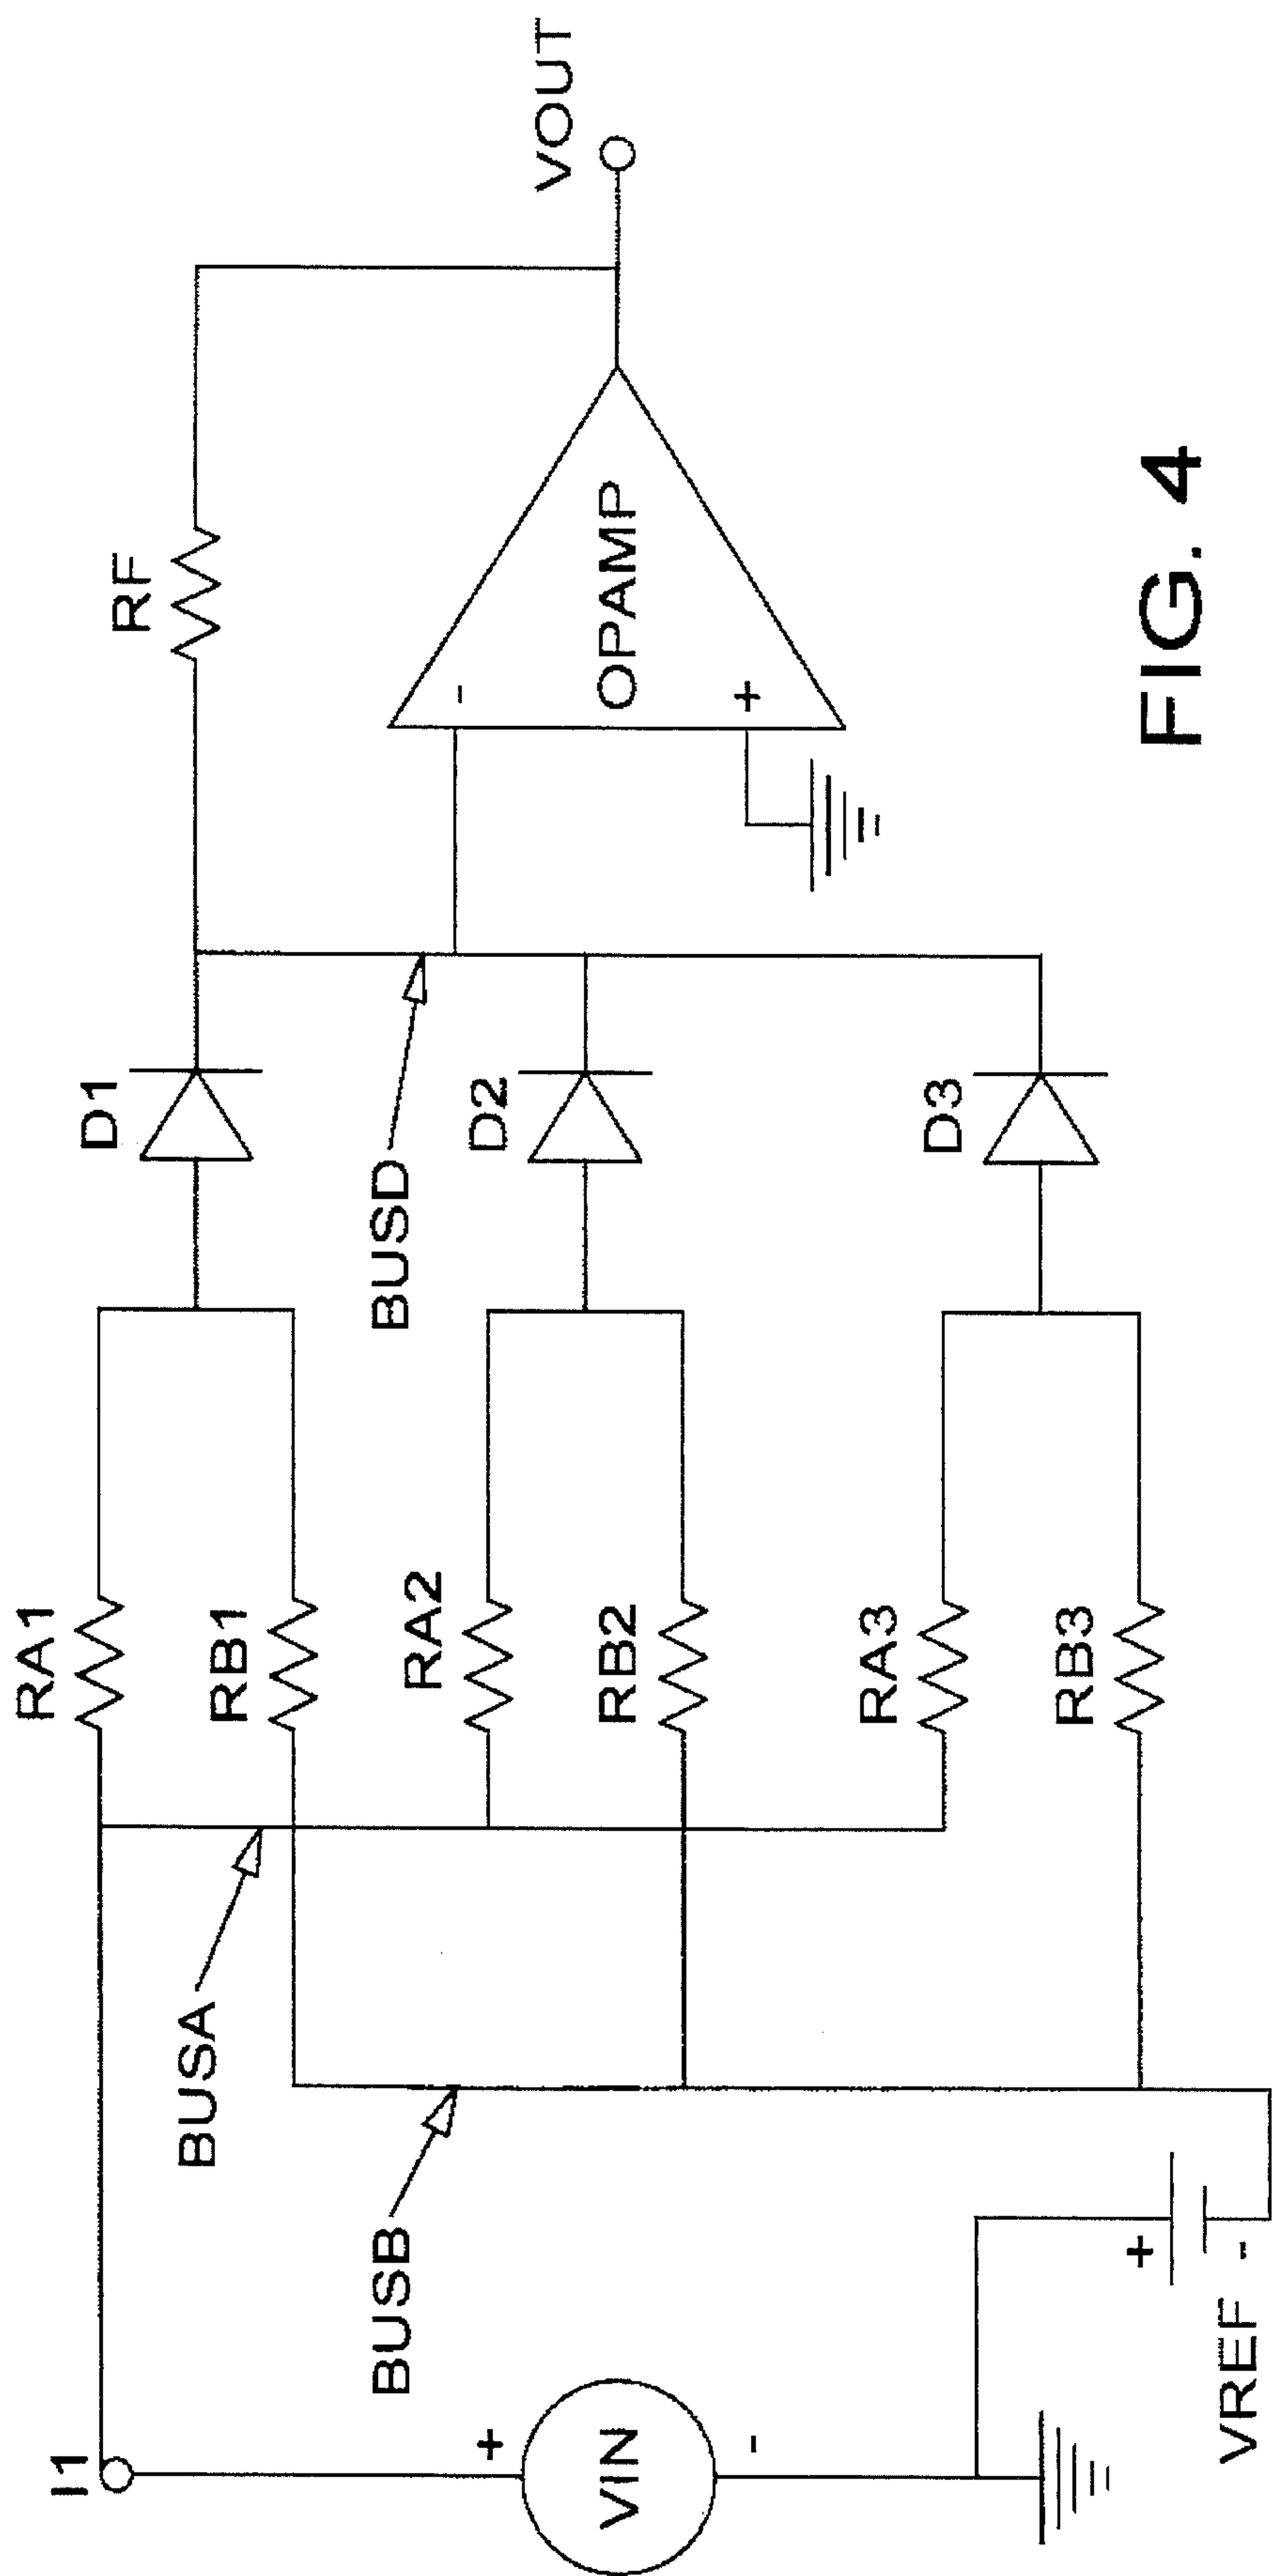 I1
+
VIN
-
VREF
+
-
BUSA
BUSB
RA1
RB1
RA2
RB2
RA3
RB3
D1
D2
D3
BUSD
RF
-
OPAMP
+
VOUT
FIG. 4